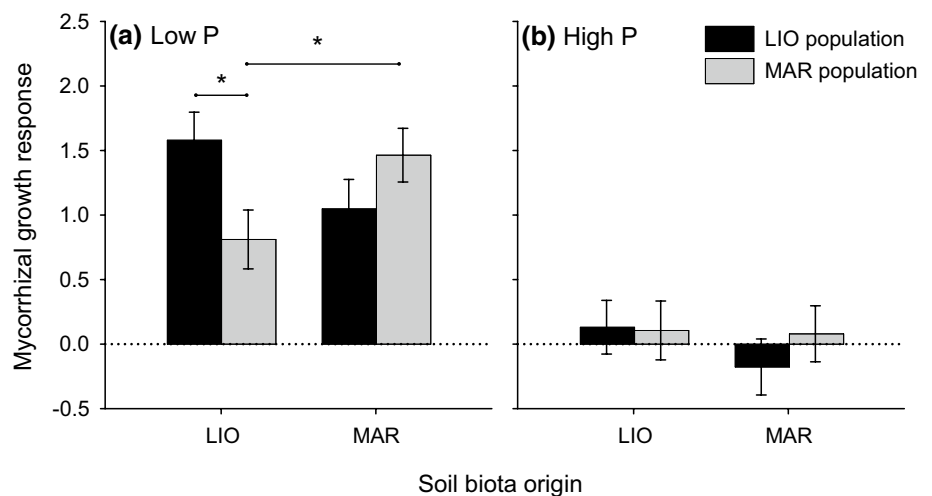 Mycorrhizal growth response
2.5
2.0
1.5
1.0
0.5
0.0
-0.5
(a) Low P
*
*
LIO
MAR
(b) High P
LIO population
MAR population
LIO
MAR
Soil biota origin